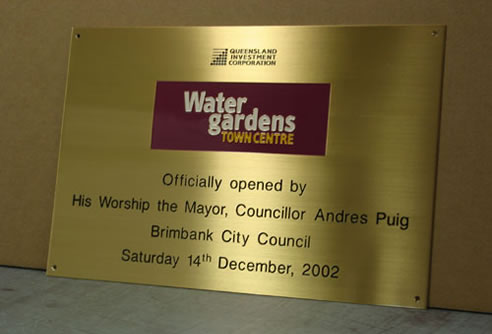 QUEENSLAND
INVESTMENT
CORPORATION
Water
gardens
TOWN CENTRE
Officially opened by
His Worship the Mayor, Councillor Andres Puig
Brimbank City Council
Saturday 14th December, 2002